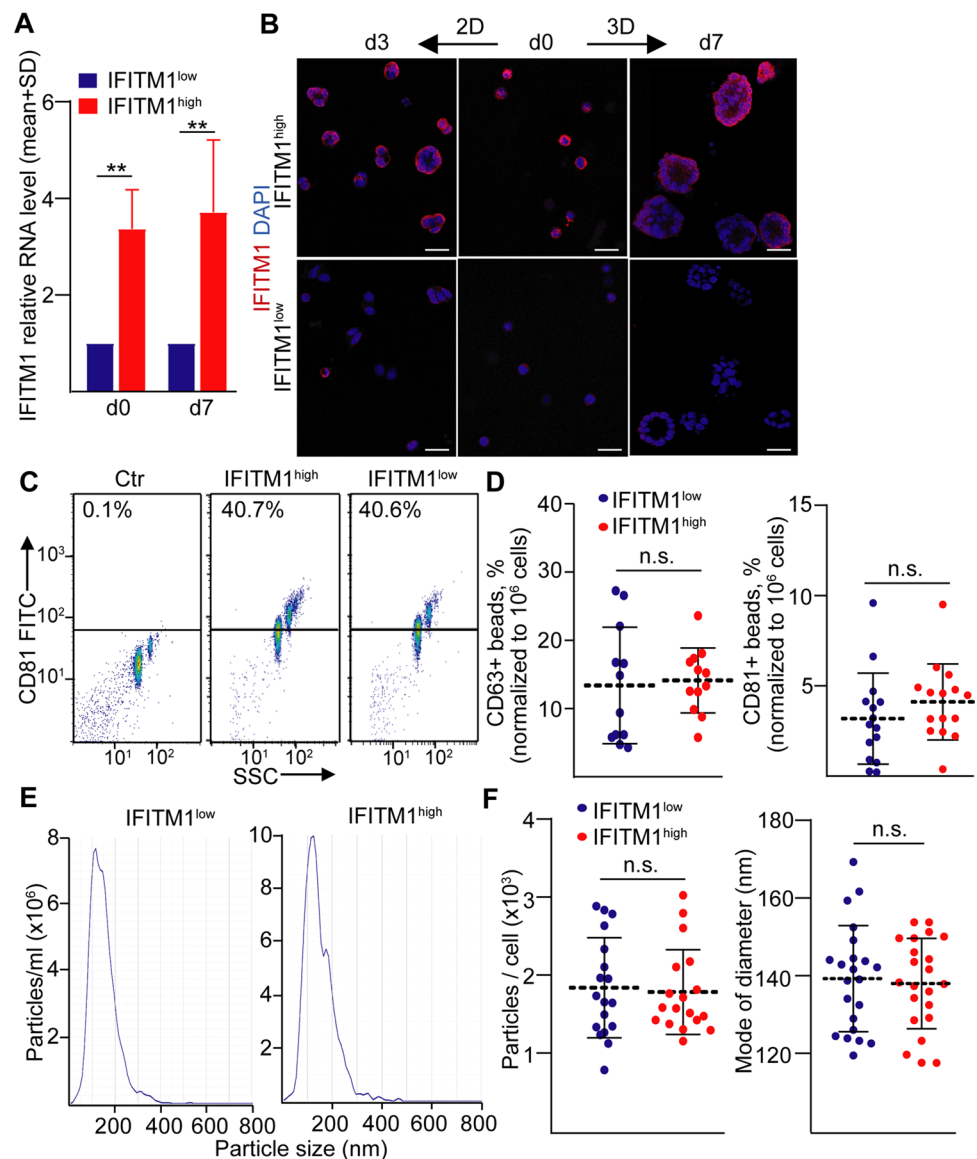 A
IFITM1 relative RNA level (mean+SD)
IFITM1low
IFITM1high
6
4
2
**
**
d0
d7
B
d3
2D
d0
3D
d7
IFITM1 DAPI
IFITM1high
IFITM1low
C
Ctr
IFITM1high
IFITM1low
0.1%
40.7%
40.6%
CD81 FITC
10³
10²
10¹
10¹ 10²
10¹ 10²
10¹ 10²
SSC
D
CD63+ beads, %
(normalized to 10⁶ cells)
40
30
20
10
IFITM1low
IFITM1high
n.s.
CD81+ beads, %
(normalized to 10⁶ cells)
15
10
5
n.s.
E
IFITM1low
IFITM1high
Particles/ml (x10⁶)
8
6
4
2
10
8
6
4
2
200 400 600 800
200 400 600 800
Particle size (nm)
F
IFITM1low
IFITM1high
Particles / cell (x10³)
4
3
2
1
n.s.
Mode of diameter (nm)
180
160
140
120
n.s.